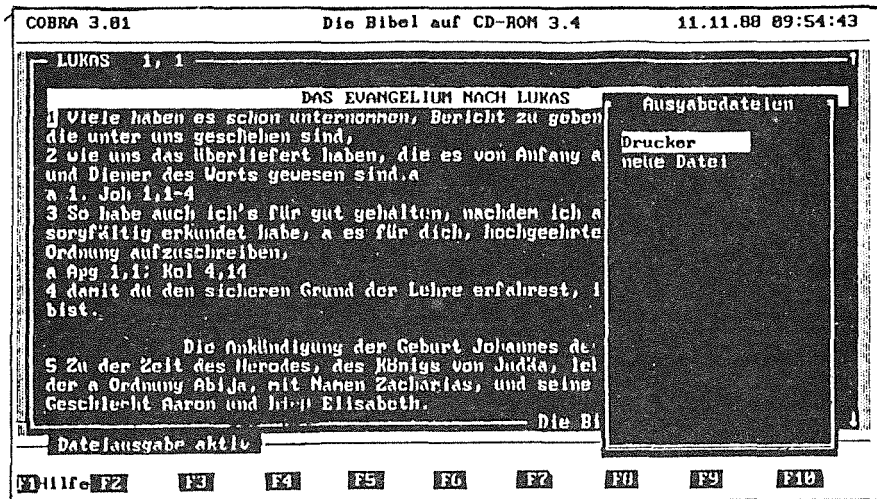 COBRA 3.01 Die Bibel auf CD-ROM 3.4 11.11.88 09:54:43
LUKAS 1, 1
DAS EVANGELIUM NACH LUKAS
1 Viele haben es schon unternommen, Bericht zu geben
die unter uns geschehen sind,
2 wie uns das überliefert haben, die es von Anfang a
und Diener des Worts gewesen sind.a
a 1. Joh 1,1-4
3 So habe auch ich's für gut gehalten, nachdem ich a
sorgfältig erkundet habe, a es für dich, hochgeehrte
Ordnung aufzuschreiben,
a Apg 1,1; Kol 4,14
4 damit du den sicheren Grund der Lehre erfahrest, i
bist.
Die Ankündigung der Geburt Johannes de
5 Zu der Zeit des Herodes, des Königs von Judäa, leb
der a Ordnung Abija, mit Namen Zacharias, und seine
Geschlecht Aaron und hieß Elisabeth.
Die Bi
Ausgabedateien
Drucker
neue Datei
Dateiausgabe aktiv
F1 Hilfe F2 F3 F4 F5 F6 F7 F8 F9 F10